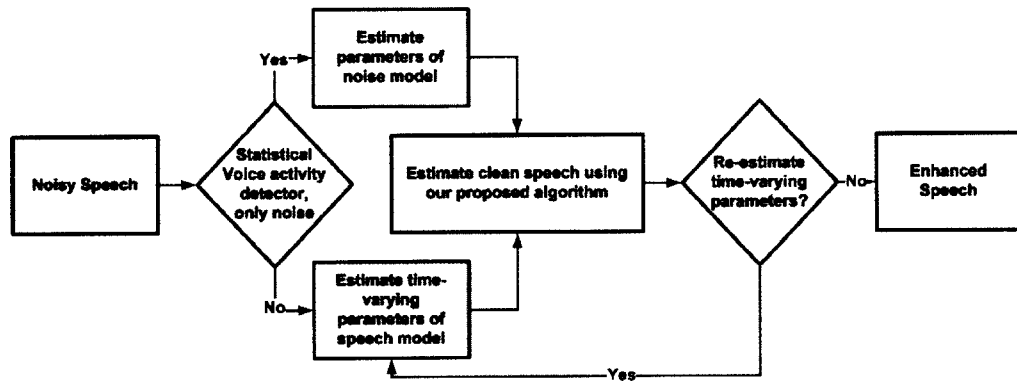 Noisy Speech
Statistical
Voice activity
detector,
only noise
Yes
Estimate
parameters of
noise model
No
Estimate time-
varying
parameters of
speech model
Estimate clean speech using
our proposed algorithm
Re-estimate
time-varying
parameters?
No
Enhanced
Speech
Yes